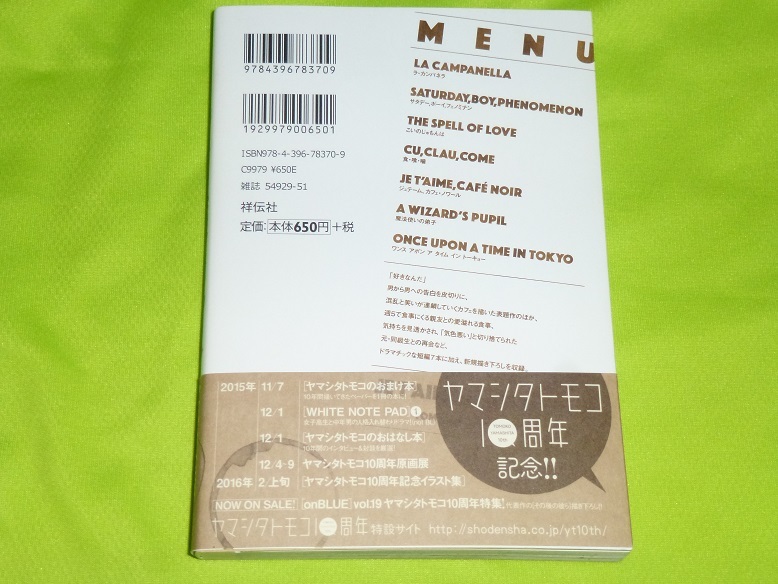 MENU
LA CAMPANELLA
ラ・カンパネラ
SATURDAY,BOY,PHENOMENON
サタデー,ボーイ,フェノミナン
THE SPELL OF LOVE
こいのじゅもんは
CU,CLAU,COME
食・喰・噛
JE T'AIME,CAFÉ NOIR
ジュテーム、カフェ・ノワール
A WIZARD'S PUPIL
魔法使いの弟子
ONCE UPON A TIME IN TOKYO
ワンス アポン ア タイム イン トーキョー
「好きなんだ」
男から男への告白を皮切りに、
混乱と笑いが連鎖していくカフェを描いた表題作のほか、
週5で食事にくる親友との愛溢れる食卓、
気持ちを見透かされ、「気色悪い」と切り捨てられた
元・同級生との再会など、
ドラマチックな短編7本に加え、新規描き下ろしを収録。
9784396783709
1929979006501
ISBN978-4-396-78370-9
C9979 ¥650E
雑誌 54929-51
祥伝社
定価:本体650円+税
2015年 11/7 [ヤマシタトモコのおまけ本]
12/1 [WHITE NOTE PAD]①
12/1 [ヤマシタトモコのおはなし本]
12.4-9 ヤマシタトモコ10周年原画展
2016年 2.上旬 [ヤマシタトモコ10周年記念イラスト集]
NOW ON SALE] [onBLUE]vol.19 ヤマシタトモコ10周年特集]
ヤマシタトモコ10周年特設サイト http://shodensha.co.jp/yt10th/
ヤマシタトモコ
10周年
記念!!